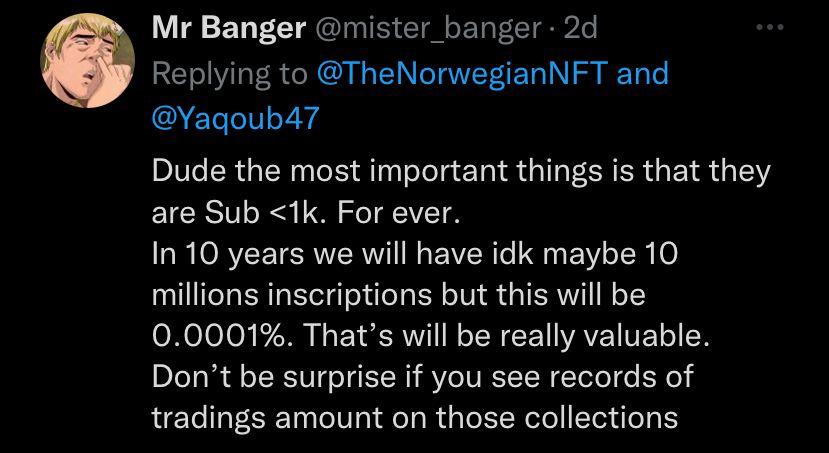 Mr Banger @mister_banger · 2d
Replying to @TheNorwegianNFT and
@Yaqoub47
Dude the most important things is that they
are Sub <1k. For ever.
In 10 years we will have idk maybe 10
millions inscriptions but this will be
0.0001%. That’s will be really valuable.
Don’t be surprise if you see records of
tradings amount on those collections